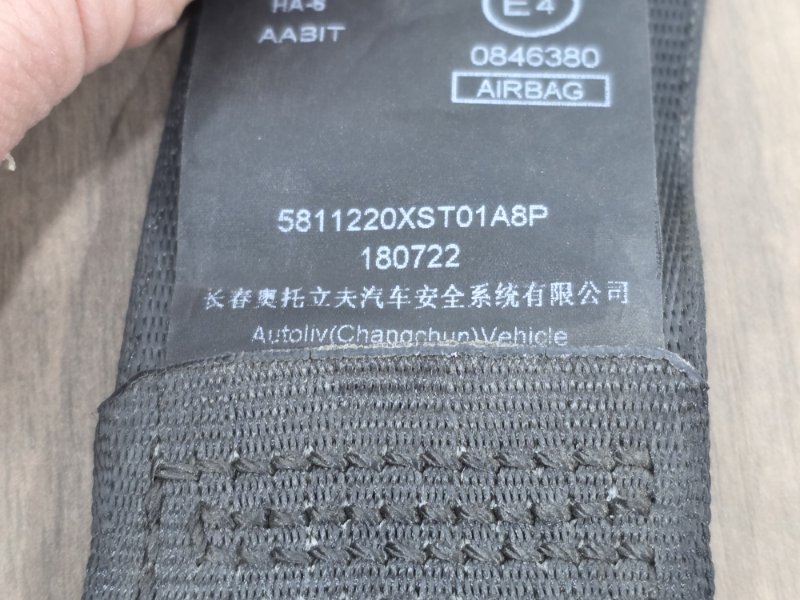 HA-6
E4
AABIT
0846380
AIRBAG
5811220XST01A8P
180722
长春奥托立夫汽车安全系统有限公司
Autoliv(Changchun)Vehicle